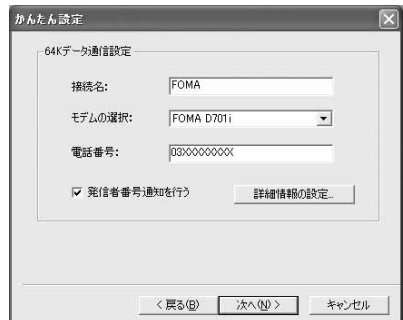 かんたん設定
64Kデータ通信設定
接続名: FOMA
モデムの選択: FOMA D701i
電話番号: 03XXXXXXXX
発信者番号通知を行う 詳細情報の設定...
< 戻る(B) 次へ(N) > キャンセル